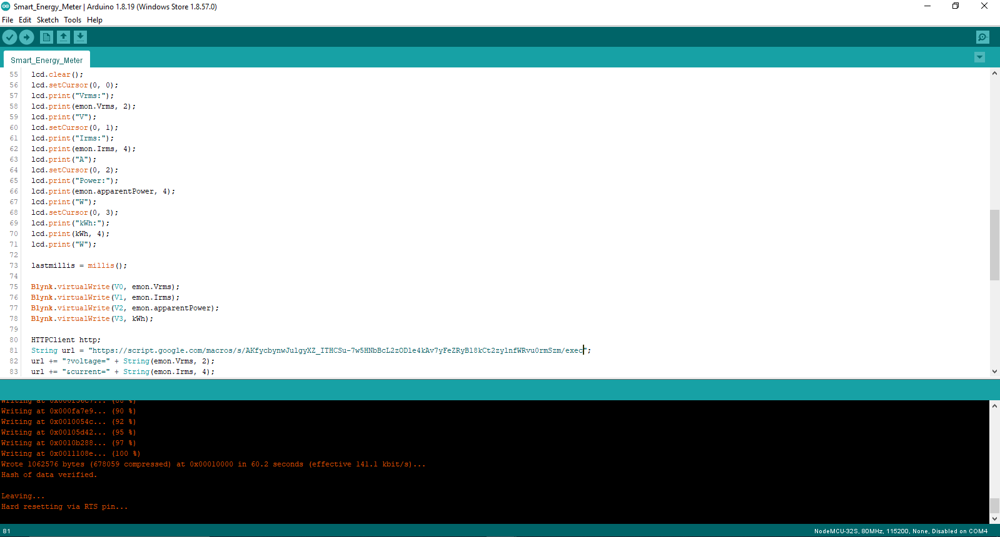 Smart_Energy_Meter | Arduino 1.8.19 (Windows Store 1.8.57.0)
File Edit Sketch Tools Help
Smart_Energy_Meter
55 lcd.clear();
56 lcd.setCursor(0, 0);
57 lcd.print("Vrms:");
58 lcd.print(emon.Vrms, 2);
59 lcd.print("V");
60 lcd.setCursor(0, 1);
61 lcd.print("Irms:");
62 lcd.print(emon.Irms, 4);
63 lcd.print("A");
64 lcd.setCursor(0, 2);
65 lcd.print("Power:");
66 lcd.print(emon.apparentPower, 4);
67 lcd.print("W");
68 lcd.setCursor(0, 3);
69 lcd.print("kWh:");
70 lcd.print(kWh, 4);
71 lcd.print("W");
72
73 lastmillis = millis();
74
75 Blynk.virtualWrite(V0, emon.Vrms);
76 Blynk.virtualWrite(V1, emon.Irms);
77 Blynk.virtualWrite(V2, emon.apparentPower);
78 Blynk.virtualWrite(V3, kWh);
79
80 HTTPClient http;
81 String url = "https://script.google.com/macros/s/AKfycbynwJulgyXZ_ITHCSu-7w5HNbBcL2zODle4kAv7yFeZRyBl8kCt2zylnfWRvu0rmSzm/exec";
82 url += "?voltage=" + String(emon.Vrms, 2);
83 url += "&current=" + String(emon.Irms, 4);
Writing at 0x000fa7e9... (90 %)
Writing at 0x0010054c... (92 %)
Writing at 0x00105d42... (95 %)
Writing at 0x0010b288... (97 %)
Writing at 0x0011108e... (100 %)
Wrote 1062576 bytes (678059 compressed) at 0x00010000 in 60.2 seconds (effective 141.1 kbit/s)...
Hash of data verified.
Leaving...
Hard resetting via RTS pin...
81 NodeMCU-32S, 80MHz, 115200, None, Disabled on COM4